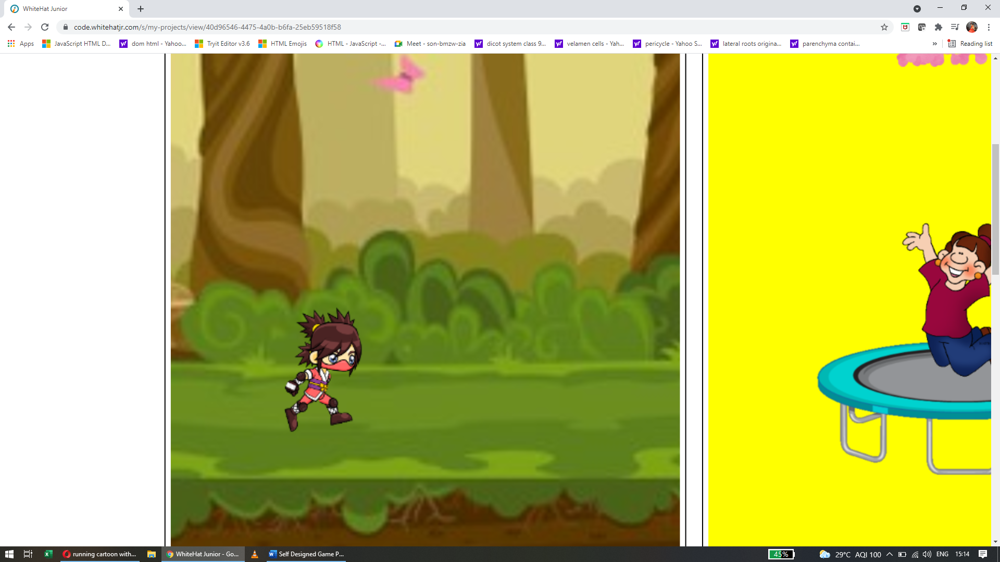 WhiteHat Junior
code.whitehatjr.com/s/my-projects/view/40d96546-4475-4a0b-b6fa-25eb59518f58
Apps JavaScript HTML D... dom html - Yahoo... Tryit Editor v3.6 HTML Emojis HTML - JavaScript -... Meet - son-bmzw-zia dicot system class 9... velamen cells - Yah... pericycle - Yahoo S... lateral roots origina... parenchyma contai... » Reading list
running cartoon with... WhiteHat Junior - Go... Self Designed Game P... 45% 29°C AQI 100 ENG 15:14